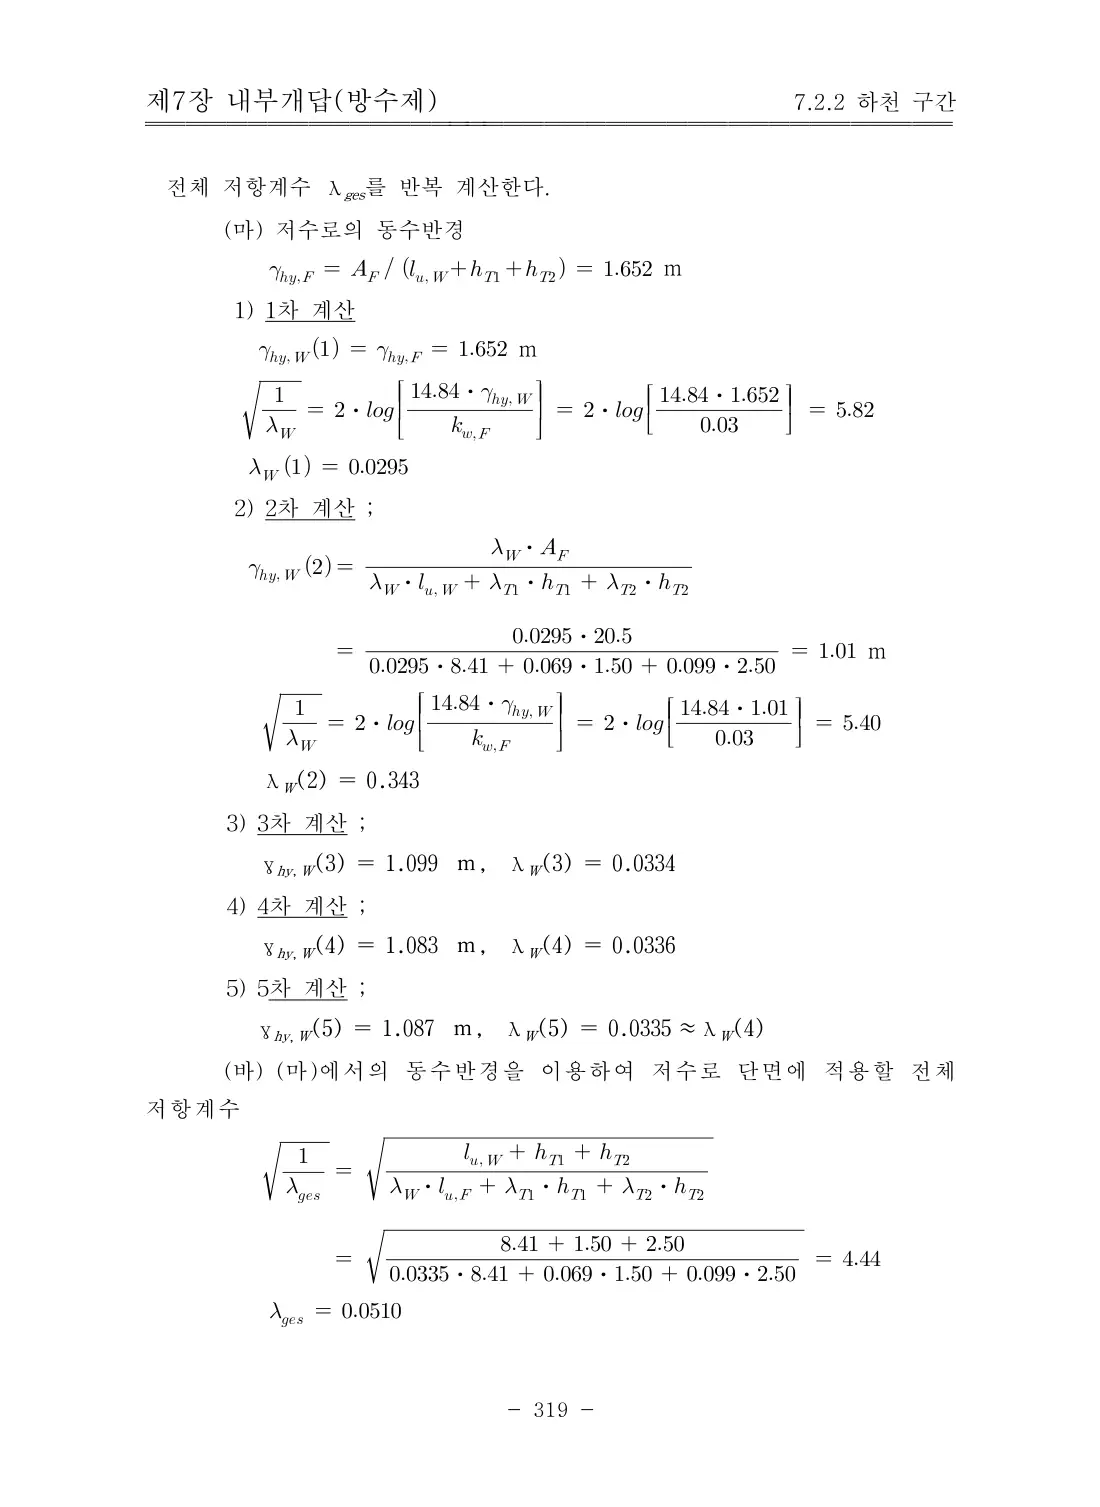 제7장 내부개답(방수제) 7.2.2 하천 구간
전체 저항계수 λges를 반복 계산한다.
(마) 저수로의 동수반경
γhy,F = AF / (lu,W+hT1+hT2) = 1.652 m
1) 1차 계산
γhy,W(1) = γhy,F = 1.652 m
√(1/λW) = 2·log[14.84·γhy,W / kw,F] = 2·log[14.84·1.652 / 0.03] = 5.82
λW(1) = 0.0295
2) 2차 계산 ;
γhy,W(2) = λW·AF / (λW·lu,W + λT1·hT1 + λT2·hT2)
= 0.0295·20.5 / (0.0295·8.41 + 0.069·1.50 + 0.099·2.50) = 1.01 m
√(1/λW) = 2·log[14.84·γhy,W / kw,F] = 2·log[14.84·1.01 / 0.03] = 5.40
λW(2) = 0.343
3) 3차 계산 ;
γhy,W(3) = 1.099 m, λW(3) = 0.0334
4) 4차 계산 ;
γhy,W(4) = 1.083 m, λW(4) = 0.0336
5) 5차 계산 ;
γhy,W(5) = 1.087 m, λW(5) = 0.0335 ≈ λW(4)
(바) (마)에서의 동수반경을 이용하여 저수로 단면에 적용할 전체
저항계수
√(1/λges) = √((lu,W + hT1 + hT2) / (λW·lu,F + λT1·hT1 + λT2·hT2))
= √((8.41 + 1.50 + 2.50) / (0.0335·8.41 + 0.069·1.50 + 0.099·2.50)) = 4.44
λges = 0.0510
- 319 -